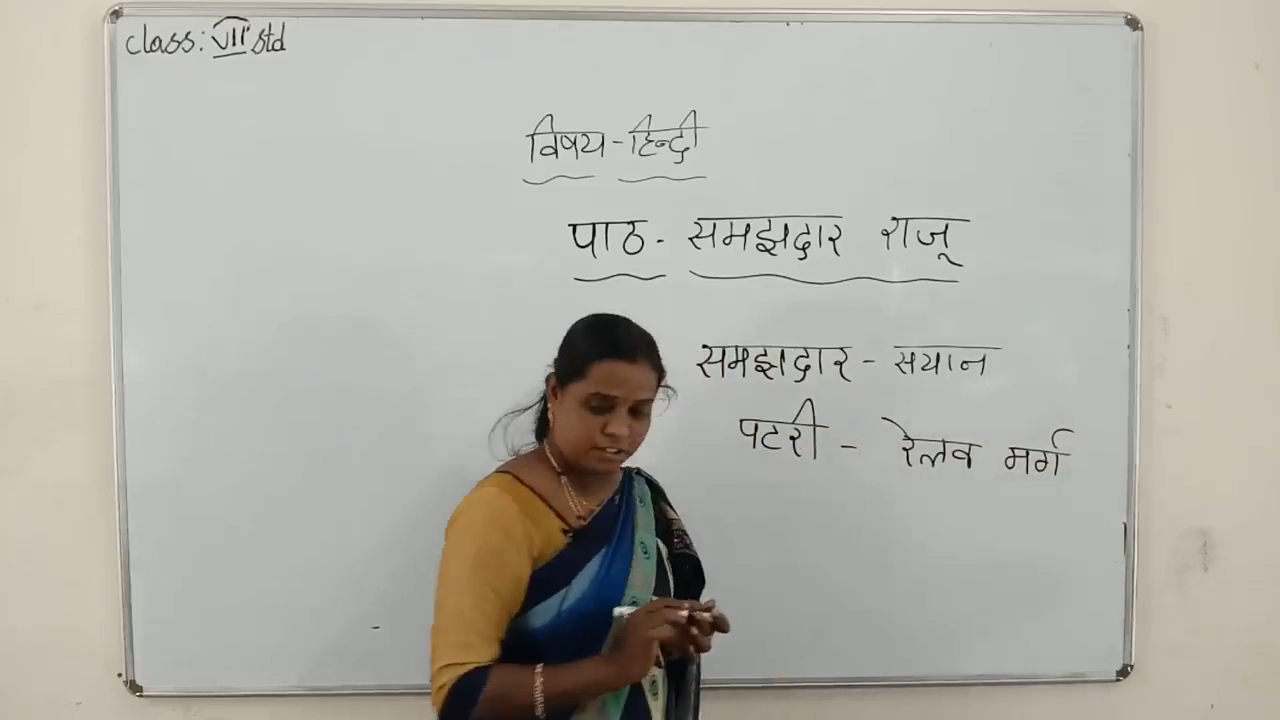 class: VII std
विषय - हिन्दी
पाठ - समझदार राजू
समझदार - सयान
पटरी - रेलव मर्ग